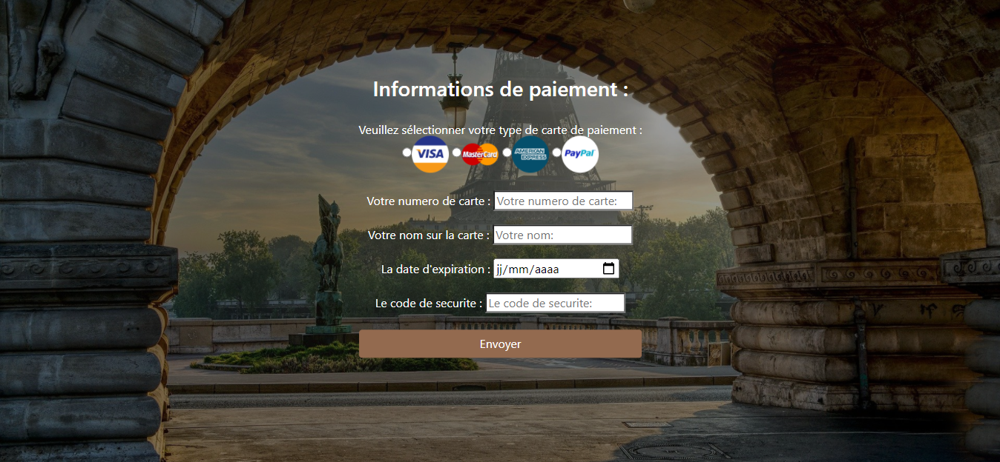 Informations de paiement :
Veuillez sélectionner votre type de carte de paiement :
VISA MasterCard AMERICAN EXPRESS PayPal
Votre numero de carte : Votre numero de carte:
Votre nom sur la carte : Votre nom:
La date d'expiration : jj/mm/aaaa
Le code de securite : Le code de securite:
Envoyer